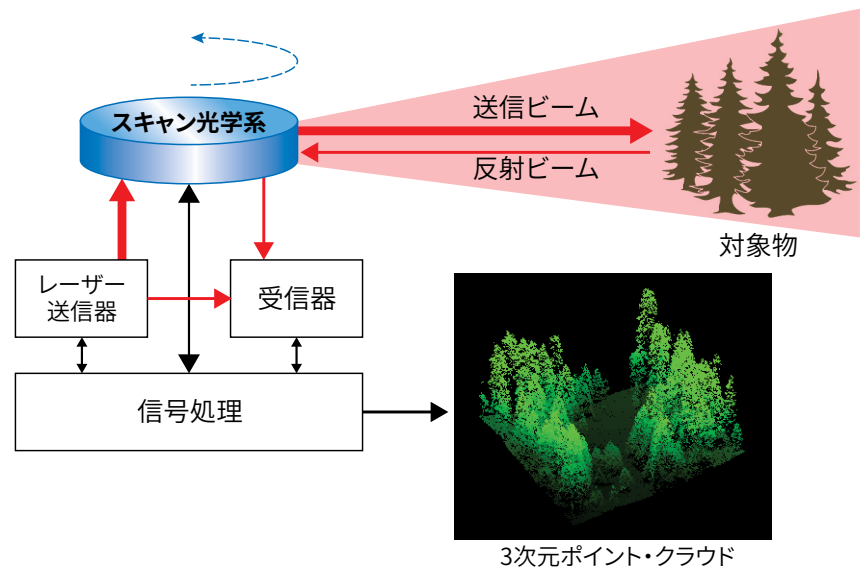 スキャン光学系
送信ビーム
反射ビーム
対象物
レーザー
送信器
受信器
信号処理
3次元ポイント・クラウド